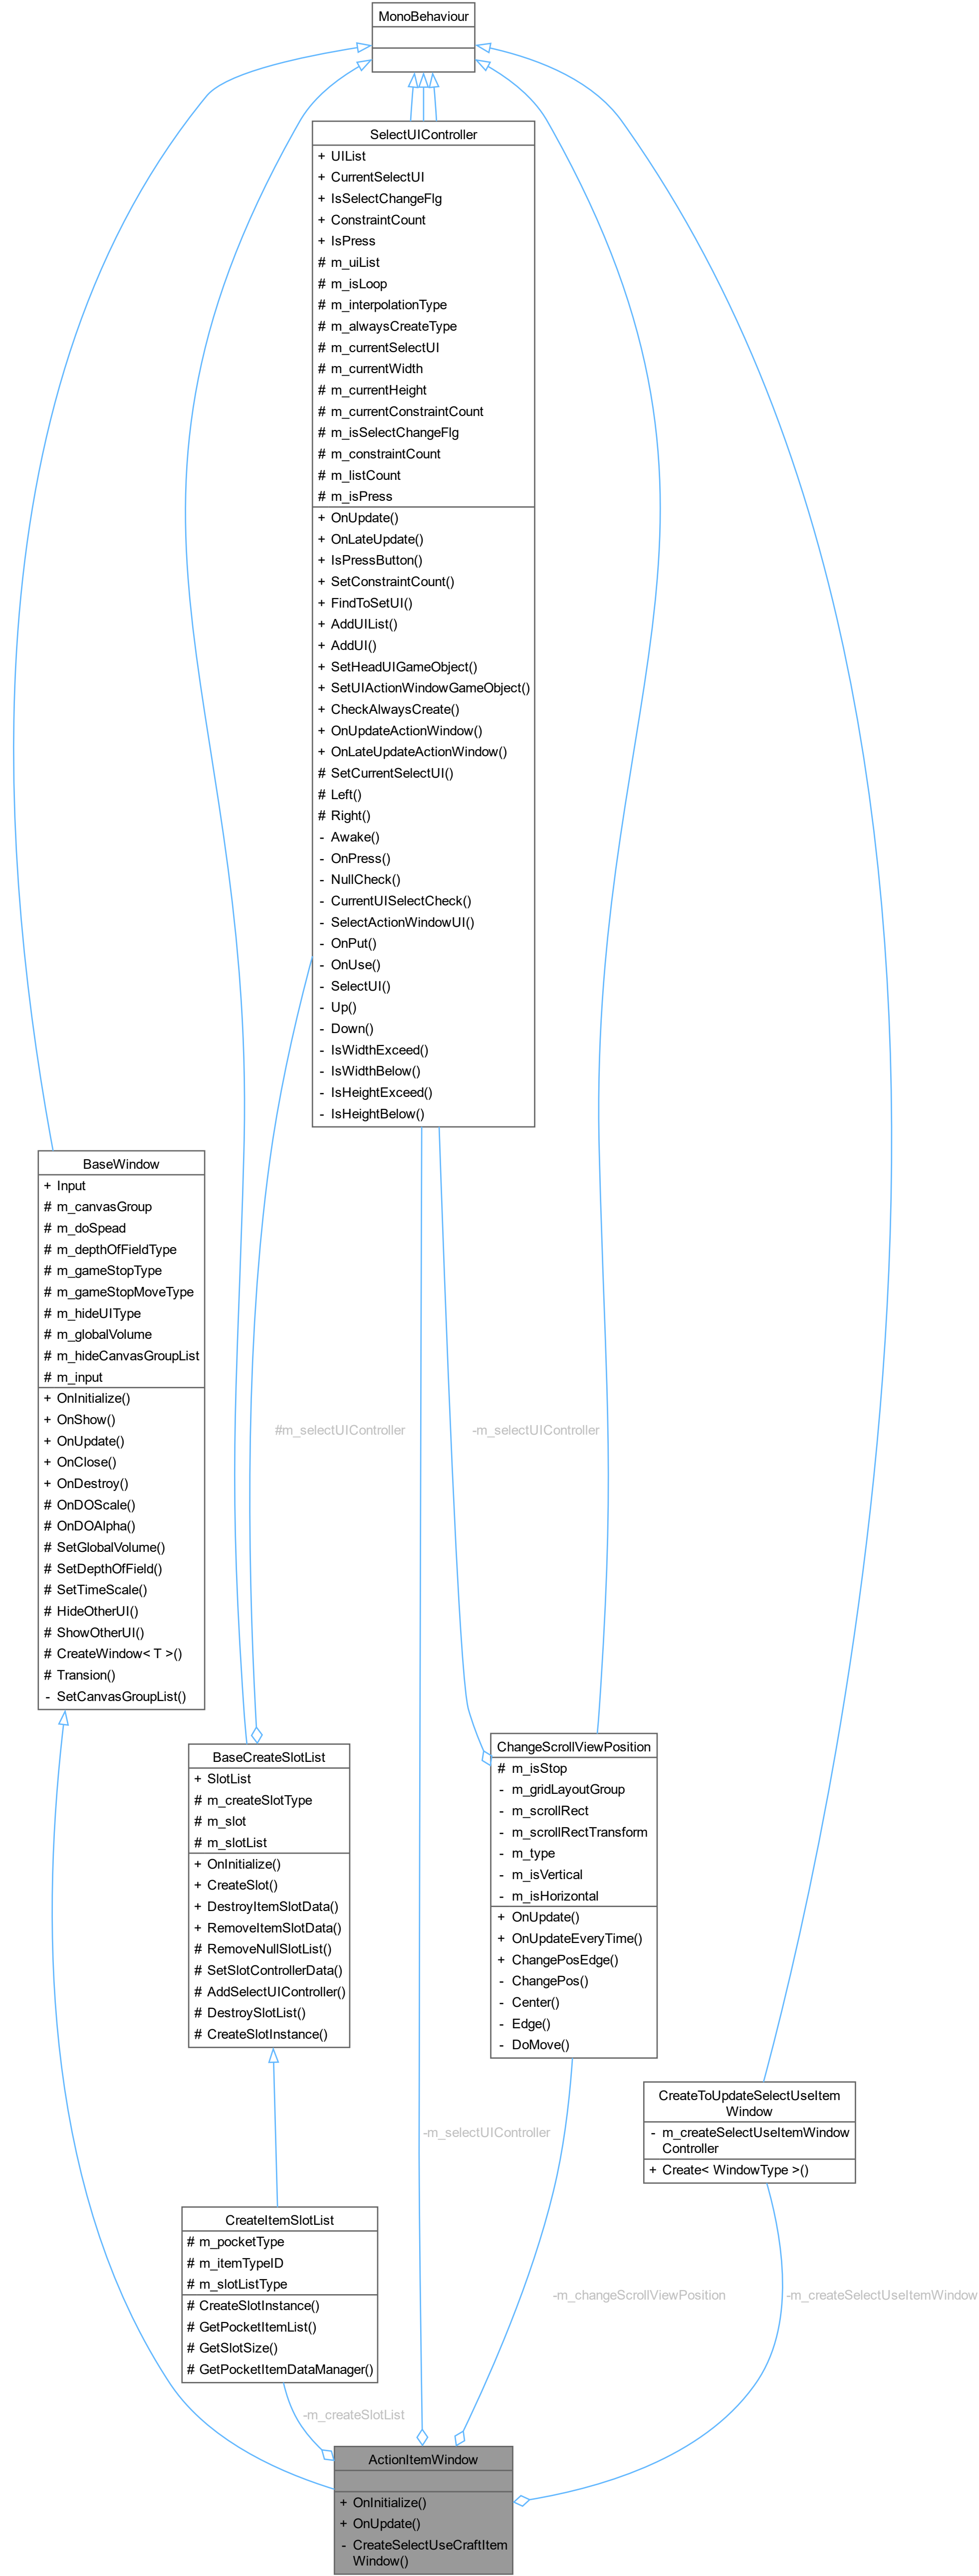 MonoBehaviour
SelectUIController
+ UIList
+ CurrentSelectUI
+ IsSelectChangeFlg
+ ConstraintCount
+ IsPress
# m_uiList
# m_isLoop
# m_interpolationType
# m_alwaysCreateType
# m_currentSelectUI
# m_currentWidth
# m_currentHeight
# m_currentConstraintCount
# m_isSelectChangeFlg
# m_constraintCount
# m_listCount
# m_isPress
+ OnUpdate()
+ OnLateUpdate()
+ IsPressButton()
+ SetConstraintCount()
+ FindToSetUI()
+ AddUIList()
+ AddUI()
+ SetHeadUIGameObject()
+ SetUIActionWindowGameObject()
+ CheckAlwaysCreate()
+ OnUpdateActionWindow()
+ OnLateUpdateActionWindow()
# SetCurrentSelectUI()
# Left()
# Right()
- Awake()
- OnPress()
- NullCheck()
- CurrentUISelectCheck()
- SelectActionWindowUI()
- OnPut()
- OnUse()
- SelectUI()
- Up()
- Down()
- IsWidthExceed()
- IsWidthBelow()
- IsHeightExceed()
- IsHeightBelow()
BaseWindow
+ Input
# m_canvasGroup
# m_doSpead
# m_depthOfFieldType
# m_gameStopType
# m_gameStopMoveType
# m_hideUIType
# m_globalVolume
# m_hideCanvasGroupList
# m_input
+ OnInitialize()
+ OnShow()
+ OnUpdate()
+ OnClose()
+ OnDestroy()
# OnDOScale()
# OnDOAlpha()
# SetGlobalVolume()
# SetDepthOfField()
# SetTimeScale()
# HideOtherUI()
# ShowOtherUI()
# CreateWindow< T >()
# Transion()
- SetCanvasGroupList()
#m_selectUIController
-m_selectUIController
BaseCreateSlotList
+ SlotList
# m_createSlotType
# m_slot
# m_slotList
+ OnInitialize()
+ CreateSlot()
+ DestroyItemSlotData()
+ RemoveItemSlotData()
# RemoveNullSlotList()
# SetSlotControllerData()
# AddSelectUIController()
# DestroySlotList()
# CreateSlotInstance()
ChangeScrollViewPosition
# m_isStop
- m_gridLayoutGroup
- m_scrollRect
- m_scrollRectTransform
- m_type
- m_isVertical
- m_isHorizontal
+ OnUpdate()
+ OnUpdateEveryTime()
+ ChangePosEdge()
- ChangePos()
- Center()
- Edge()
- DoMove()
CreateToUpdateSelectUseItem
Window
- m_createSelectUseItemWindow
Controller
+ Create< WindowType >()
-m_selectUIController
CreateItemSlotList
# m_pocketType
# m_itemTypeID
# m_slotListType
# CreateSlotInstance()
# GetPocketItemList()
# GetSlotSize()
# GetPocketItemDataManager()
-m_changeScrollViewPosition
-m_createSelectUseItemWindow
-m_createSlotList
ActionItemWindow
+ OnInitialize()
+ OnUpdate()
- CreateSelectUseCraftItem
Window()